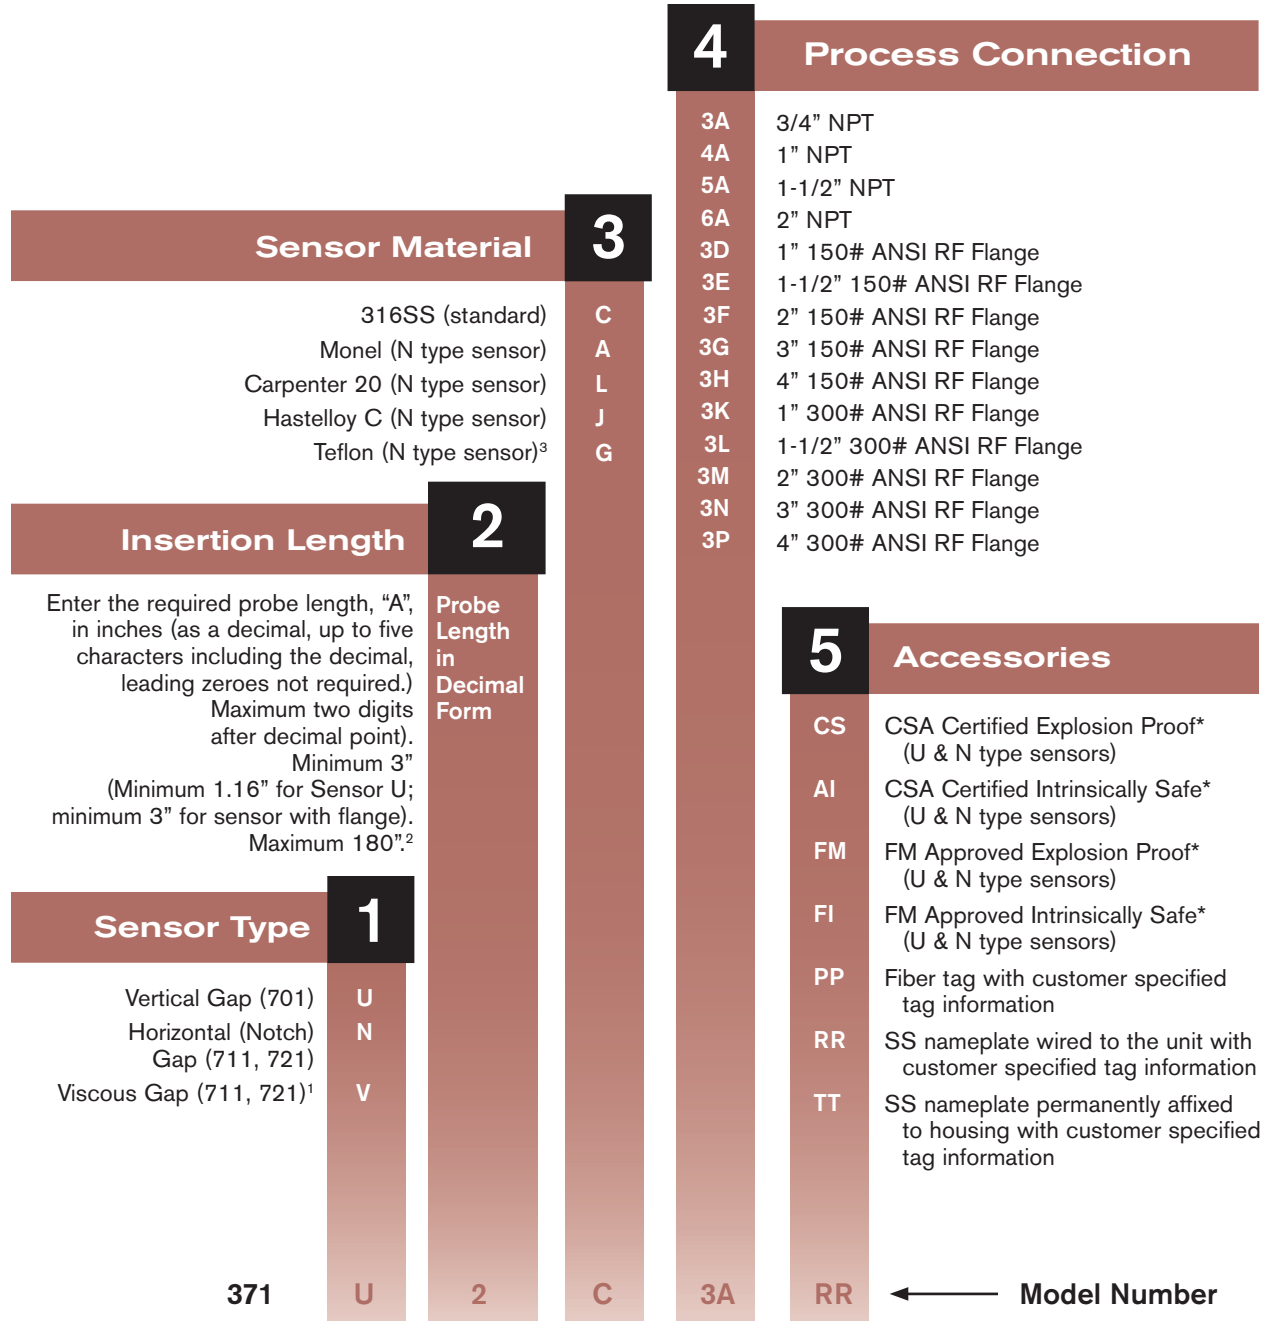 4 Process Connection
3A 3/4” NPT
4A 1” NPT
5A 1-1/2” NPT
6A 2” NPT
3D 1” 150# ANSI RF Flange
3E 1-1/2” 150# ANSI RF Flange
3F 2” 150# ANSI RF Flange
3G 3” 150# ANSI RF Flange
3H 4” 150# ANSI RF Flange
3K 1” 300# ANSI RF Flange
3L 1-1/2” 300# ANSI RF Flange
3M 2” 300# ANSI RF Flange
3N 3” 300# ANSI RF Flange
3P 4” 300# ANSI RF Flange
Sensor Material 3
316SS (standard) C
Monel (N type sensor) A
Carpenter 20 (N type sensor) L
Hastelloy C (N type sensor) J
Teflon (N type sensor)³ G
Insertion Length 2
Enter the required probe length, “A”,
in inches (as a decimal, up to five
characters including the decimal,
leading zeroes not required.)
Maximum two digits
after decimal point).
Minimum 3”
(Minimum 1.16” for Sensor U;
minimum 3” for sensor with flange).
Maximum 180”.²
Probe
Length
in
Decimal
Form
5 Accessories
CS CSA Certified Explosion Proof*
(U & N type sensors)
AI CSA Certified Intrinsically Safe*
(U & N type sensors)
FM FM Approved Explosion Proof*
(U & N type sensors)
FI FM Approved Intrinsically Safe*
(U & N type sensors)
PP Fiber tag with customer specified
tag information
RR SS nameplate wired to the unit with
customer specified tag information
TT SS nameplate permanently affixed
to housing with customer specified
tag information
Sensor Type 1
Vertical Gap (701) U
Horizontal (Notch) N
Gap (711, 721)
Viscous Gap (711, 721)¹ V
371 U 2 C 3A RR Model Number